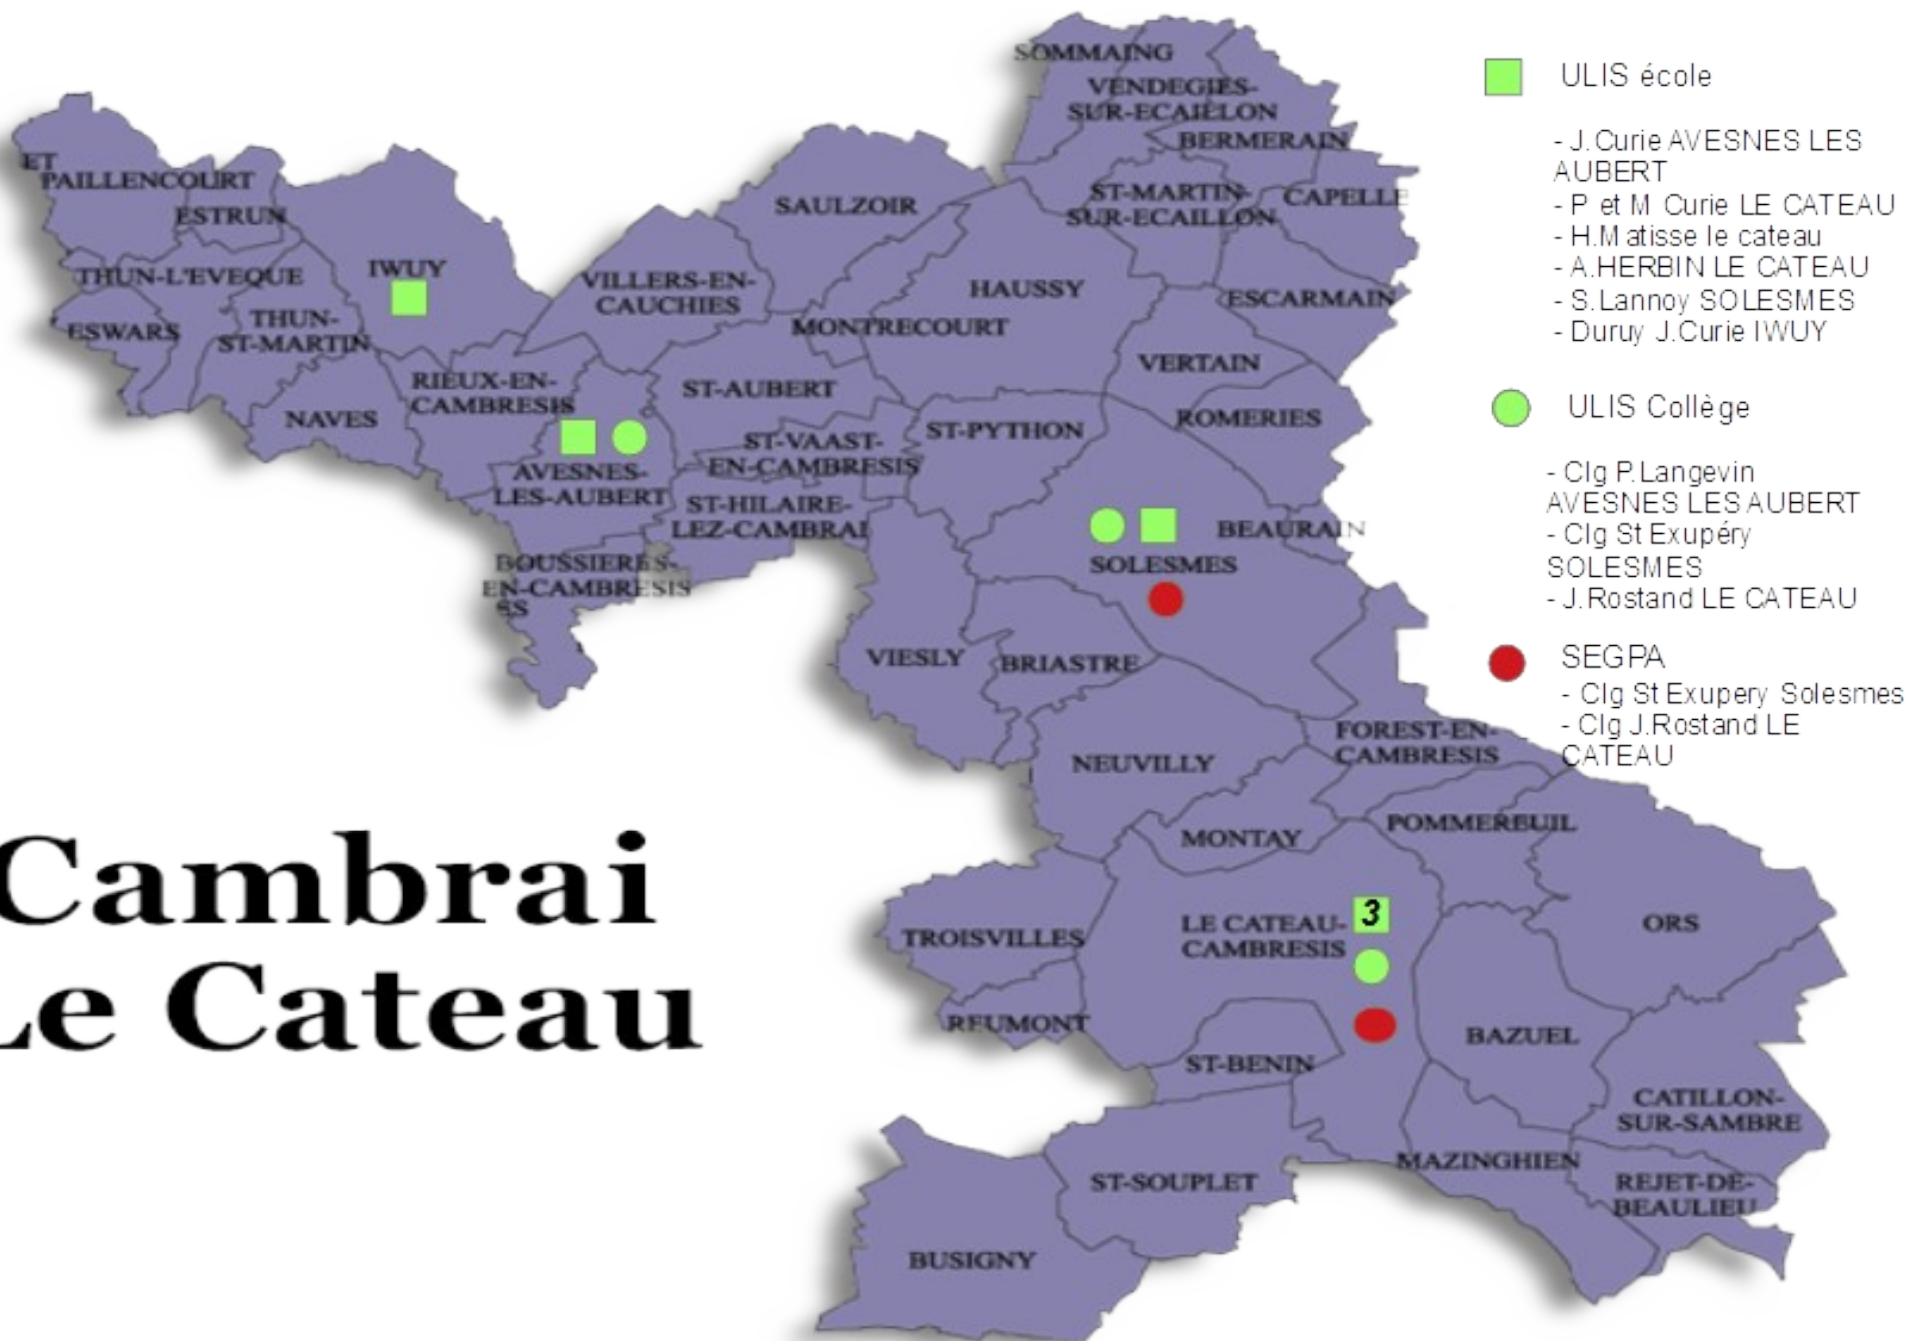 SOMMAING
VENDEGIES-
SUR-ECAILLON
BERMERAIN
ET
PAILLENCOURT
ESTRUN
SAULZOIR
ST-MARTIN-
SUR-ECAILLON
CAPELLE
THUN-L'EVEQUE
IWUY
VILLERS-EN-
CAUCHIES
HAUSSY
ESCARMAIN
ESWARS
THUN-
ST-MARTIN
MONTRECOURT
VERTAIN
RIEUX-EN-
CAMBRESIS
ST-AUBERT
NAVES
ST-PYTHON
ROMERIES
ST-VAAST-
EN-CAMBRESIS
AVESNES-
LES-AUBERT
ST-HILAIRE-
LEZ-CAMBRAI
BEAURAIN
SOLESMES
BOUSSIERES-
EN-CAMBRESIS
ES
VIESLY
BRIASTRE
NEUVILLY
FOREST-EN-
CAMBRESIS
MONTAY
POMMEREUIL
LE CATEAU-
CAMBRESIS
3
TROISVILLES
ORS
REUMONT
ST-BENIN
BAZUEL
CATILLON-
SUR-SAMBRE
MAZINGHIEN
REJET-DE-
BEAULIEU
ST-SOUPLET
BUSIGNY
Cambrai
Le Cateau
ULIS école
- J.Curie AVESNES LES
AUBERT
- P et M Curie LE CATEAU
- H.Matisse le cateau
- A.HERBIN LE CATEAU
- S.Lannoy SOLESMES
- Duruy J.Curie IWUY
ULIS Collège
- Clg P.Langevin
AVESNES LES AUBERT
- Clg St Exupéry
SOLESMES
- J.Rostand LE CATEAU
SEGPA
- Clg St Exupery Solesmes
- Clg J.Rostand LE
CATEAU